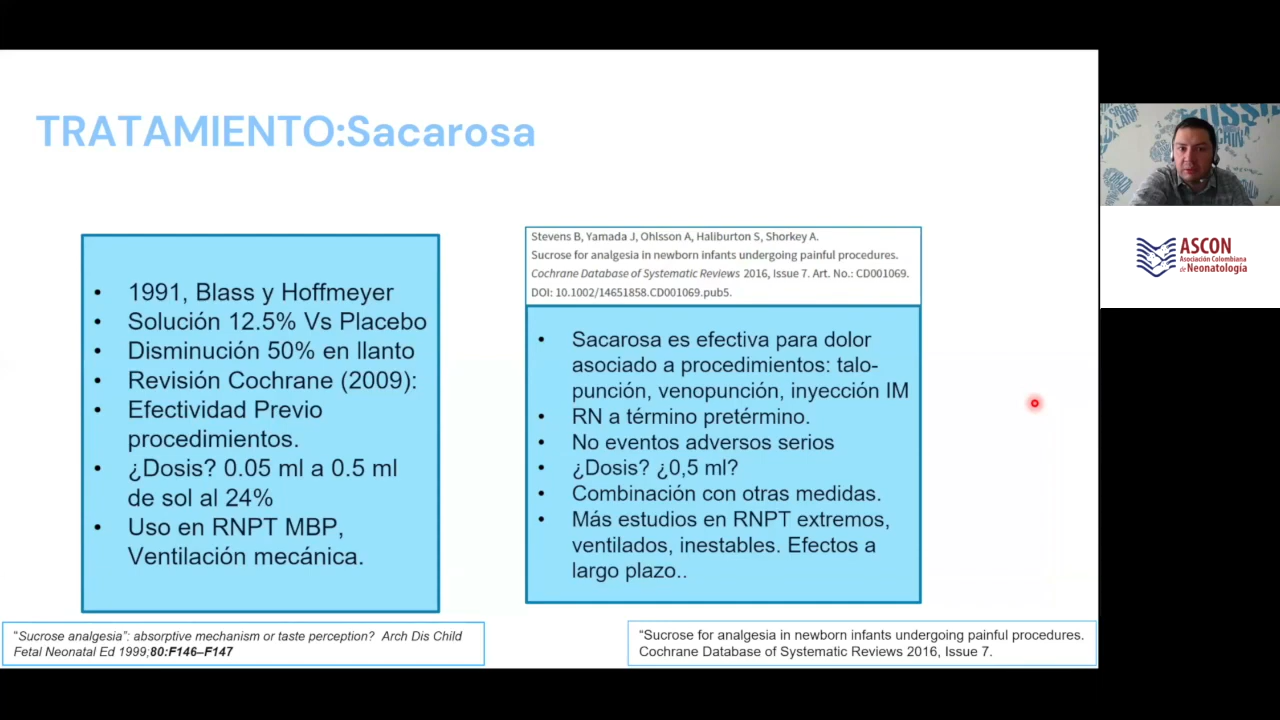 TRATAMIENTO:Sacarosa
• 1991, Blass y Hoffmeyer
• Solución 12.5% Vs Placebo
• Disminución 50% en llanto
• Revisión Cochrane (2009):
• Efectividad Previo
procedimientos.
• ¿Dosis? 0.05 ml a 0.5 ml
de sol al 24%
• Uso en RNPT MBP,
Ventilación mecánica.
"Sucrose analgesia": absorptive mechanism or taste perception? Arch Dis Child
Fetal Neonatal Ed 1999;80:F146–F147
Stevens B, Yamada J, Ohlsson A, Haliburton S, Shorkey A.
Sucrose for analgesia in newborn infants undergoing painful procedures.
Cochrane Database of Systematic Reviews 2016, Issue 7. Art. No.: CD001069.
DOI: 10.1002/14651858.CD001069.pub5.
• Sacarosa es efectiva para dolor
asociado a procedimientos: talo-
punción, venopunción, inyección IM
• RN a término pretérmino.
• No eventos adversos serios
• ¿Dosis? ¿0,5 ml?
• Combinación con otras medidas.
• Más estudios en RNPT extremos,
ventilados, inestables. Efectos a
largo plazo..
"Sucrose for analgesia in newborn infants undergoing painful procedures.
Cochrane Database of Systematic Reviews 2016, Issue 7.
ASCON
Asociación Colombiana
de Neonatología